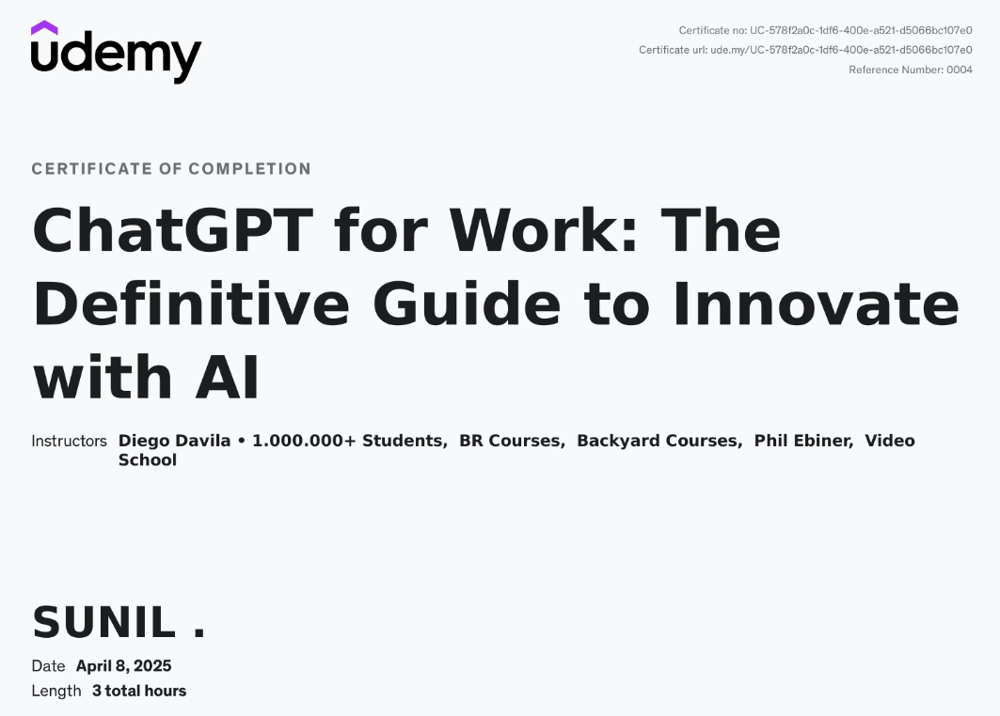 udemy
Certificate no: UC-578f2a0c-1df6-400e-a521-d5066bc107e0
Certificate url: ude.my/UC-578f2a0c-1df6-400e-a521-d5066bc107e0
Reference Number: 0004
CERTIFICATE OF COMPLETION
ChatGPT for Work: The
Definitive Guide to Innovate
with AI
Instructors Diego Davila • 1.000.000+ Students, BR Courses, Backyard Courses, Phil Ebiner, Video
School
SUNIL .
Date April 8, 2025
Length 3 total hours